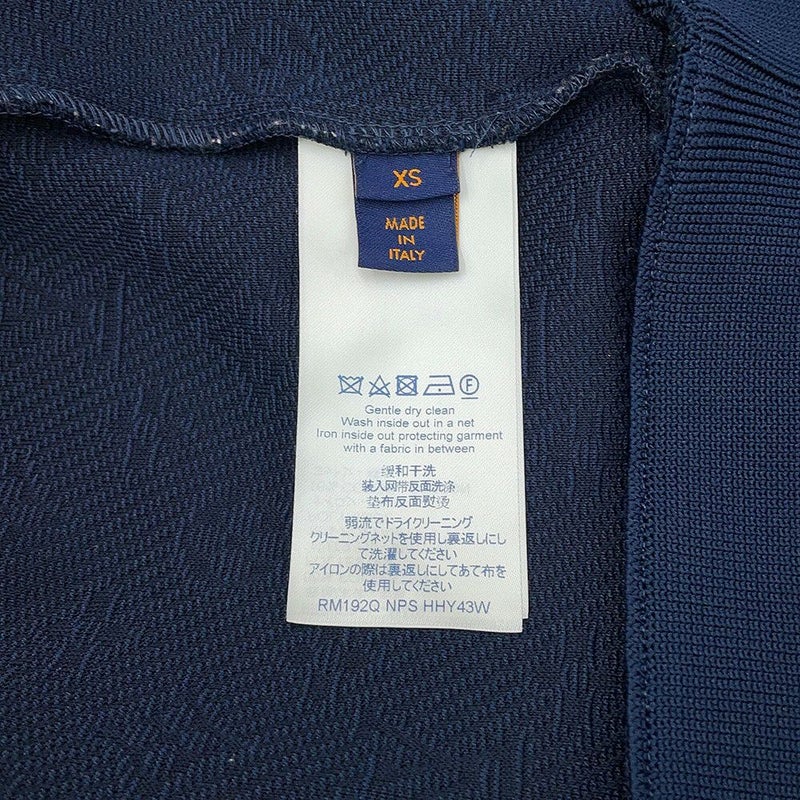 XS
MADE
IN
ITALY
F
Gentle dry clean
Wash inside out in a net
Iron inside out protecting garment
with a fabric in between
缓和干洗
装入网带反面洗涤
垫布反面熨烫
弱流でドライクリーニング
クリーニングネットを使用し裏返しに
て洗濯してください
アイロンの際は裏返しにしてあて布を
使用してください
RM192Q NPS HHY43W